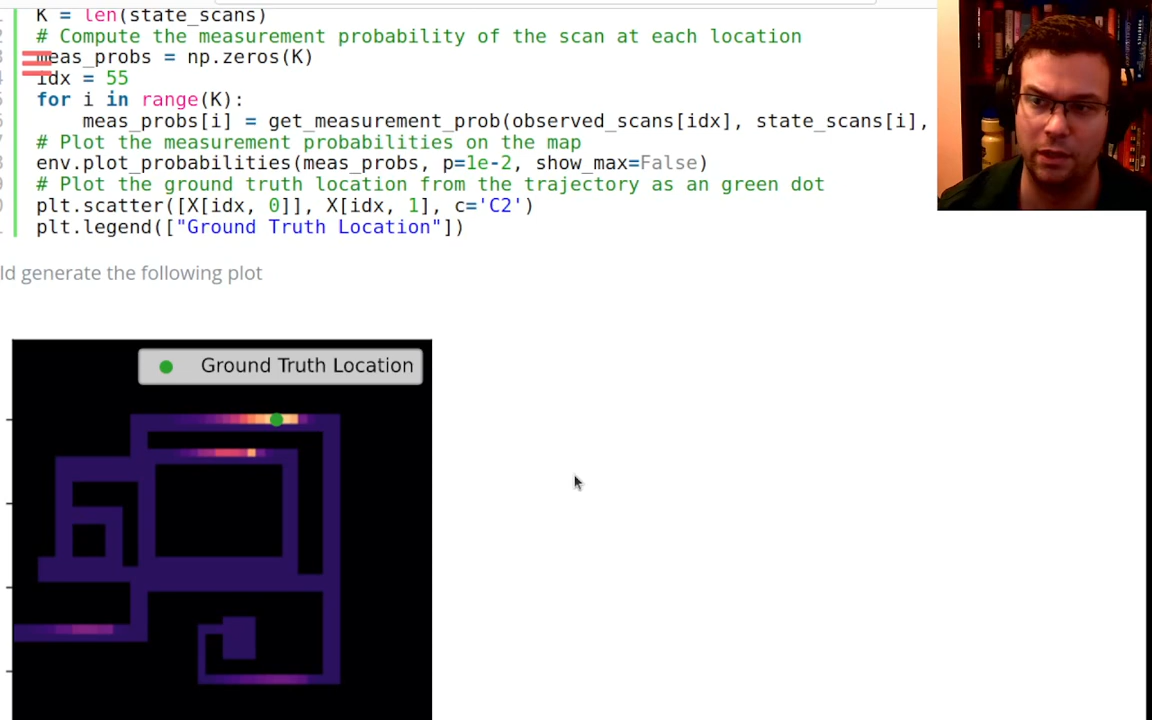 K = len(state_scans)
# Compute the measurement probability of the scan at each location
meas_probs = np.zeros(K)
idx = 55
for i in range(K):
meas_probs[i] = get_measurement_prob(observed_scans[idx], state_scans[i],
# Plot the measurement probabilities on the map
env.plot_probabilities(meas_probs, p=1e-2, show_max=False)
# Plot the ground truth location from the trajectory as an green dot
plt.scatter([X[idx, 0]], X[idx, 1], c='C2')
plt.legend(["Ground Truth Location"])
ld generate the following plot
Ground Truth Location